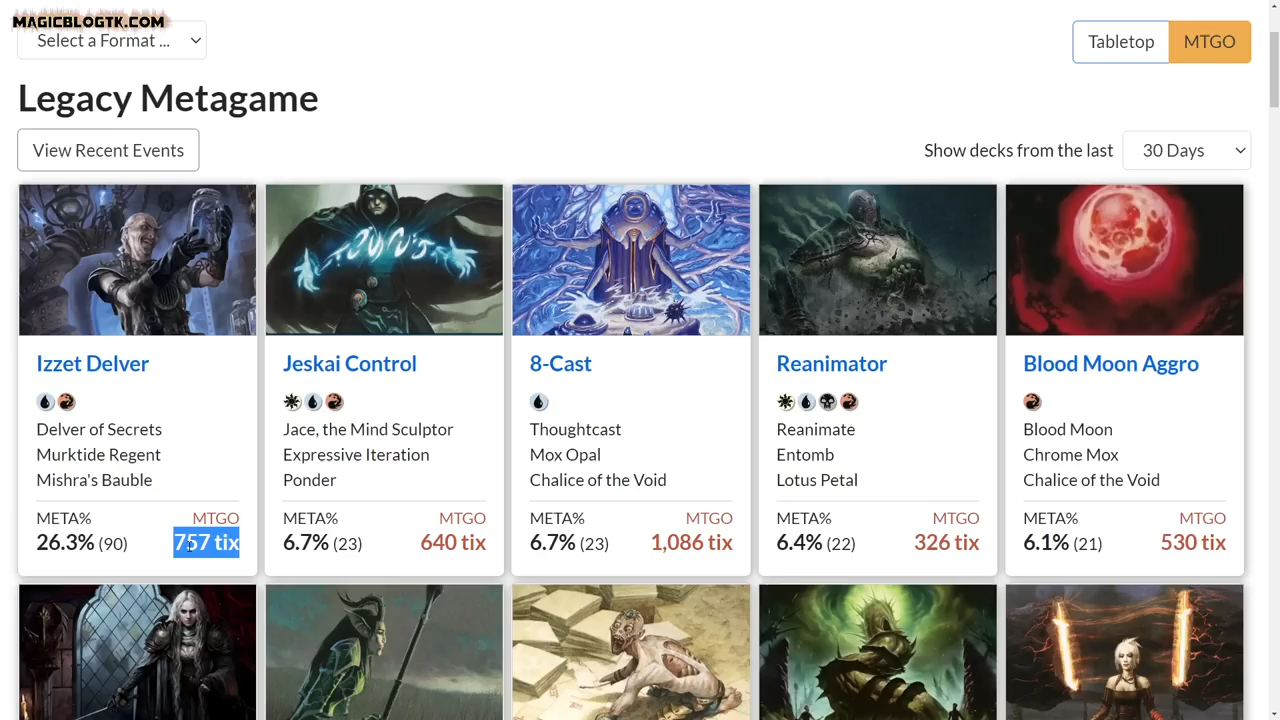 MAGICBLOGTK.COM
Select a Format ...
Tabletop
MTGO
Legacy Metagame
View Recent Events
Show decks from the last
30 Days
Izzet Delver
Delver of Secrets
Murktide Regent
Mishra's Bauble
META%
MTGO
26.3% (90)
757 tix
Jeskai Control
Jace, the Mind Sculptor
Expressive Iteration
Ponder
META%
MTGO
6.7% (23)
640 tix
8-Cast
Thoughtcast
Mox Opal
Chalice of the Void
META%
MTGO
6.7% (23)
1,086 tix
Reanimator
Reanimate
Entomb
Lotus Petal
META%
MTGO
6.4% (22)
326 tix
Blood Moon Aggro
Blood Moon
Chrome Mox
Chalice of the Void
META%
MTGO
6.1% (21)
530 tix